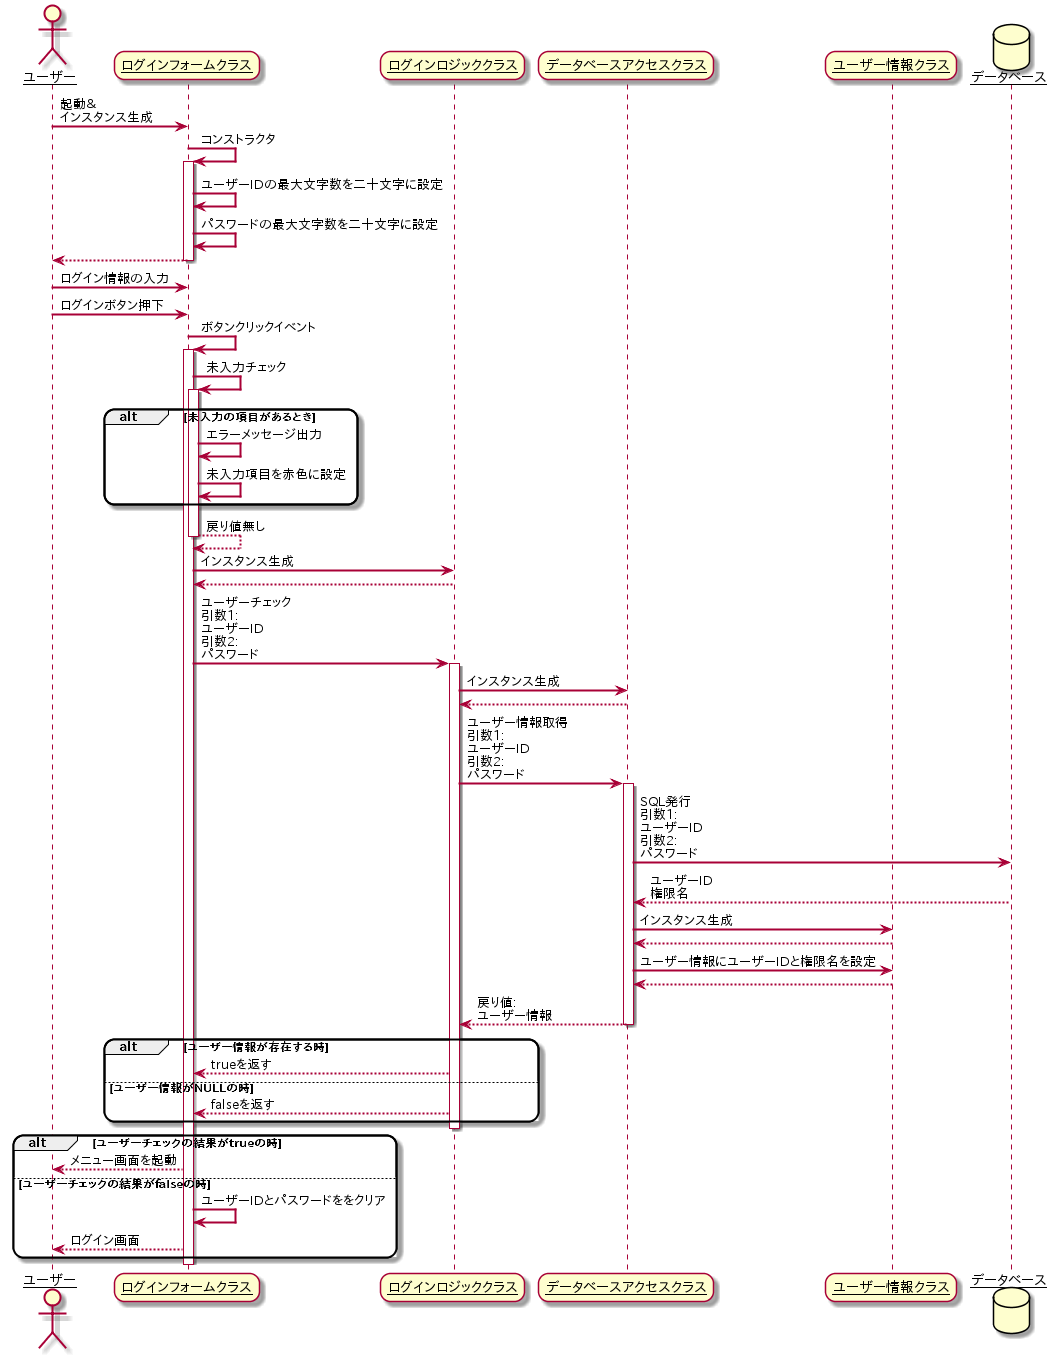 ユーザー
ログインフォームクラス
ログインロジッククラス
データベースアクセスクラス
ユーザー情報クラス
データベース
起動&
インスタンス生成
コンストラクタ
ユーザーIDの最大文字数を二十文字に設定
パスワードの最大文字数を二十文字に設定
ログイン情報の入力
ログインボタン押下
ボタンクリックイベント
未入力チェック
alt
[未入力の項目があるとき]
エラーメッセージ出力
未入力項目を赤色に設定
戻り値無し
インスタンス生成
ユーザーチェック
引数1:
ユーザーID
引数2:
パスワード
インスタンス生成
ユーザー情報取得
引数1:
ユーザーID
引数2:
パスワード
SQL発行
引数1:
ユーザーID
引数2:
パスワード
ユーザーID
権限名
インスタンス生成
ユーザー情報にユーザーIDと権限名を設定
戻り値:
ユーザー情報
alt
[ユーザー情報が存在する時]
trueを返す
[ユーザー情報がNULLの時]
falseを返す
alt
[ユーザーチェックの結果がtrueの時]
メニュー画面を起動
[ユーザーチェックの結果がfalseの時]
ユーザーIDとパスワードををクリア
ログイン画面
ユーザー
ログインフォームクラス
ログインロジッククラス
データベースアクセスクラス
ユーザー情報クラス
データベース